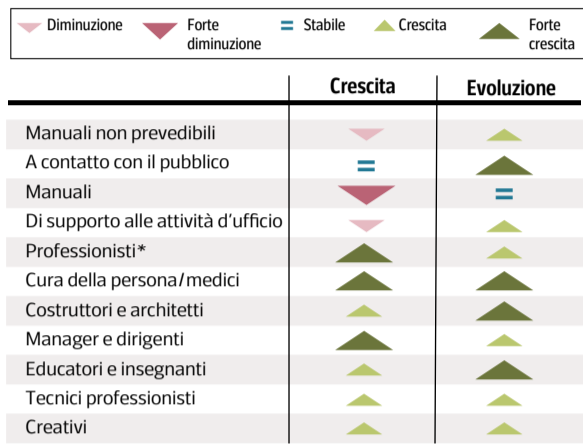 Diminuzione
Forte
diminuzione
Stabile
Crescita
Forte
crescita
Crescita Evoluzione
Manuali non prevedibili
A contatto con il pubblico
Manuali
Di supporto alle attività d'ufficio
Professionisti*
Cura della persona/medici
Costruttori e architetti
Manager e dirigenti
Educatori e insegnanti
Tecnici professionisti
Creativi